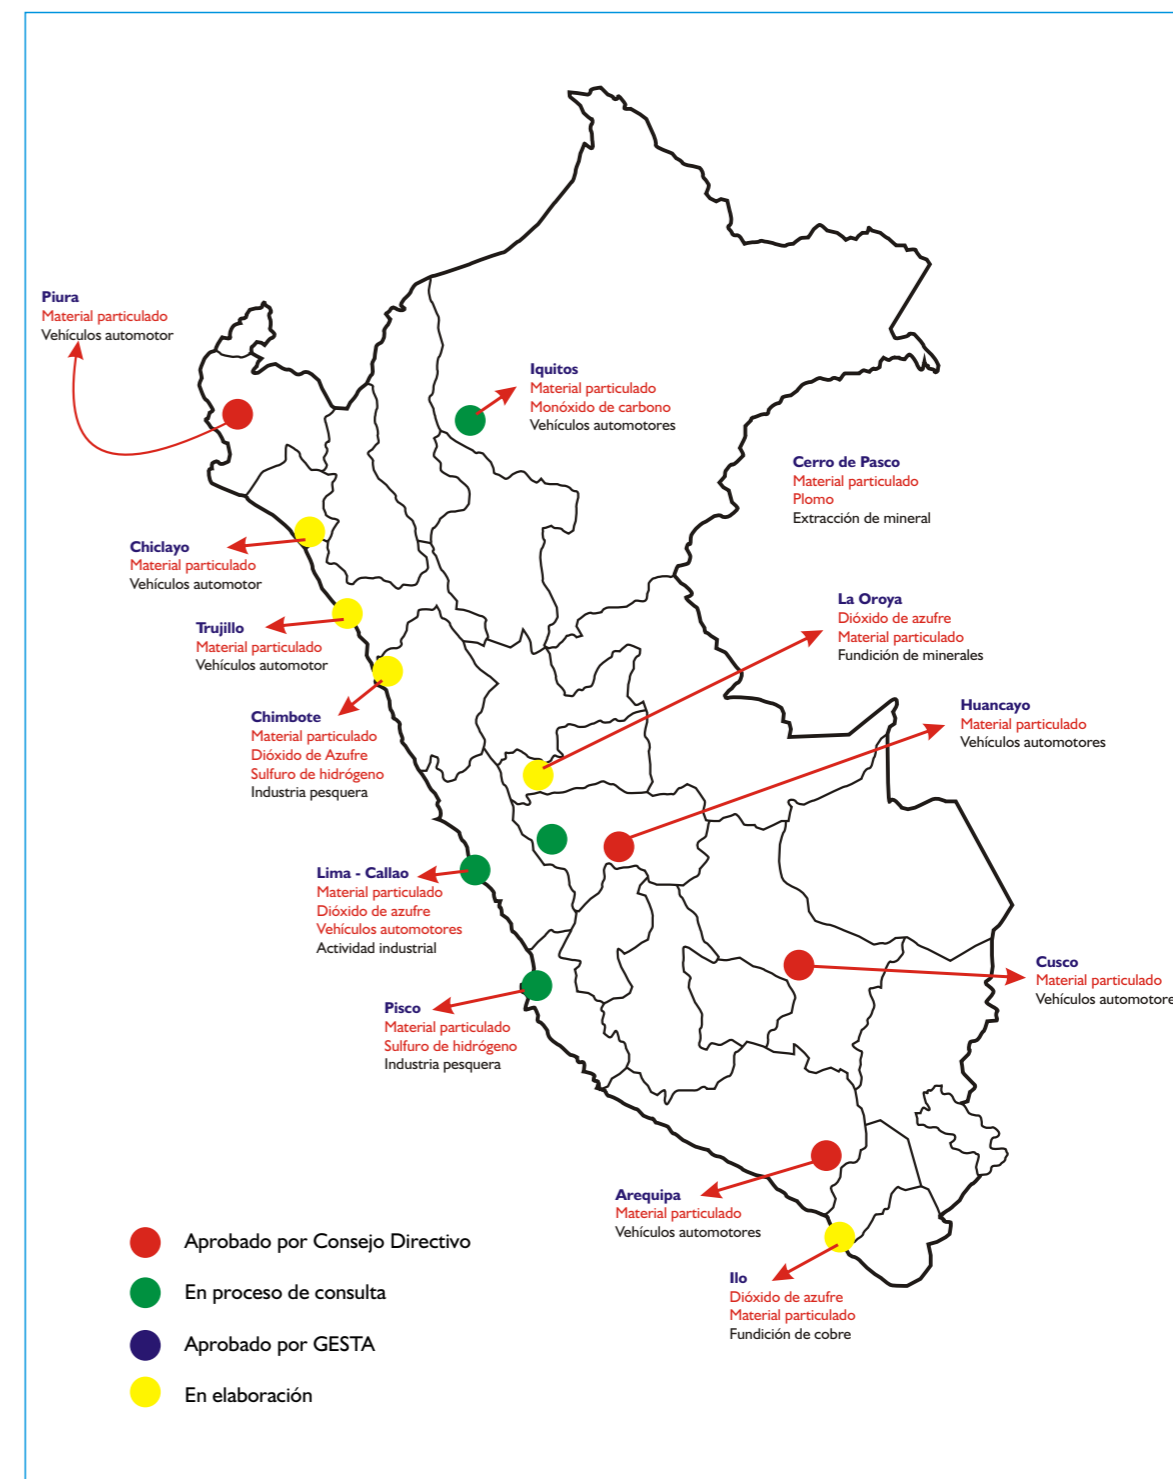 Piura
Material particulado
Vehículos automotor
Iquitos
Material particulado
Monóxido de carbono
Vehículos automotores
Cerro de Pasco
Material particulado
Plomo
Extracción de mineral
Chiclayo
Material particulado
Vehículos automotor
Trujillo
Material particulado
Vehículos automotor
La Oroya
Dióxido de azufre
Material particulado
Fundición de minerales
Chimbote
Material particulado
Dióxido de Azufre
Sulfuro de hidrógeno
Industria pesquera
Huancayo
Material particulado
Vehículos automotores
Lima - Callao
Material particulado
Dióxido de azufre
Vehículos automotores
Actividad industrial
Cusco
Material particulado
Vehículos automotore
Pisco
Material particulado
Sulfuro de hidrógeno
Industria pesquera
Arequipa
Material particulado
Vehículos automotores
Ilo
Dióxido de azufre
Material particulado
Fundición de cobre
Aprobado por Consejo Directivo
En proceso de consulta
Aprobado por GESTA
En elaboración